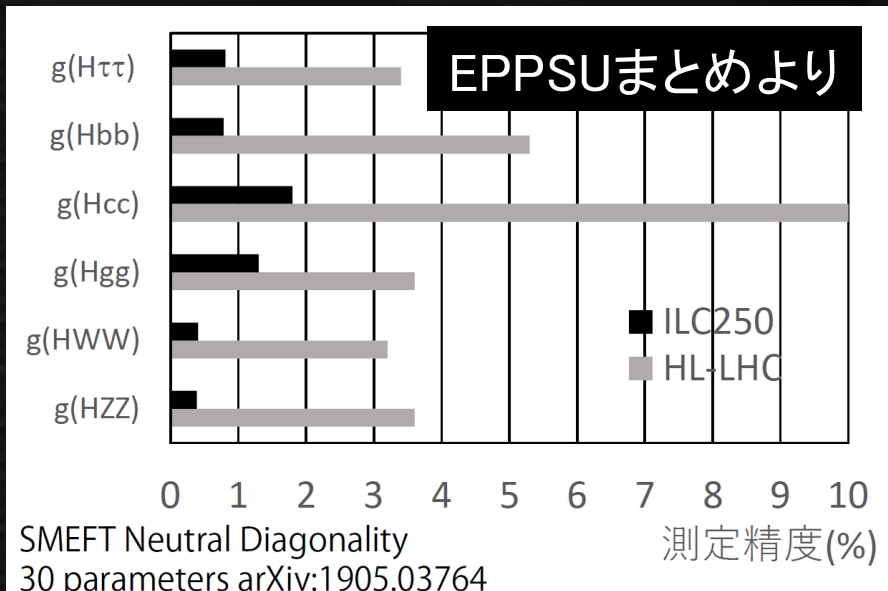 EPPSUまとめより
g(Hττ)
g(Hbb)
g(Hcc)
g(Hgg)
g(HWW)
g(HZZ)
ILC250
HL-LHC
0 1 2 3 4 5 6 7 8 9 10
測定精度(%)
SMEFT Neutral Diagonality
30 parameters arXiv:1905.03764